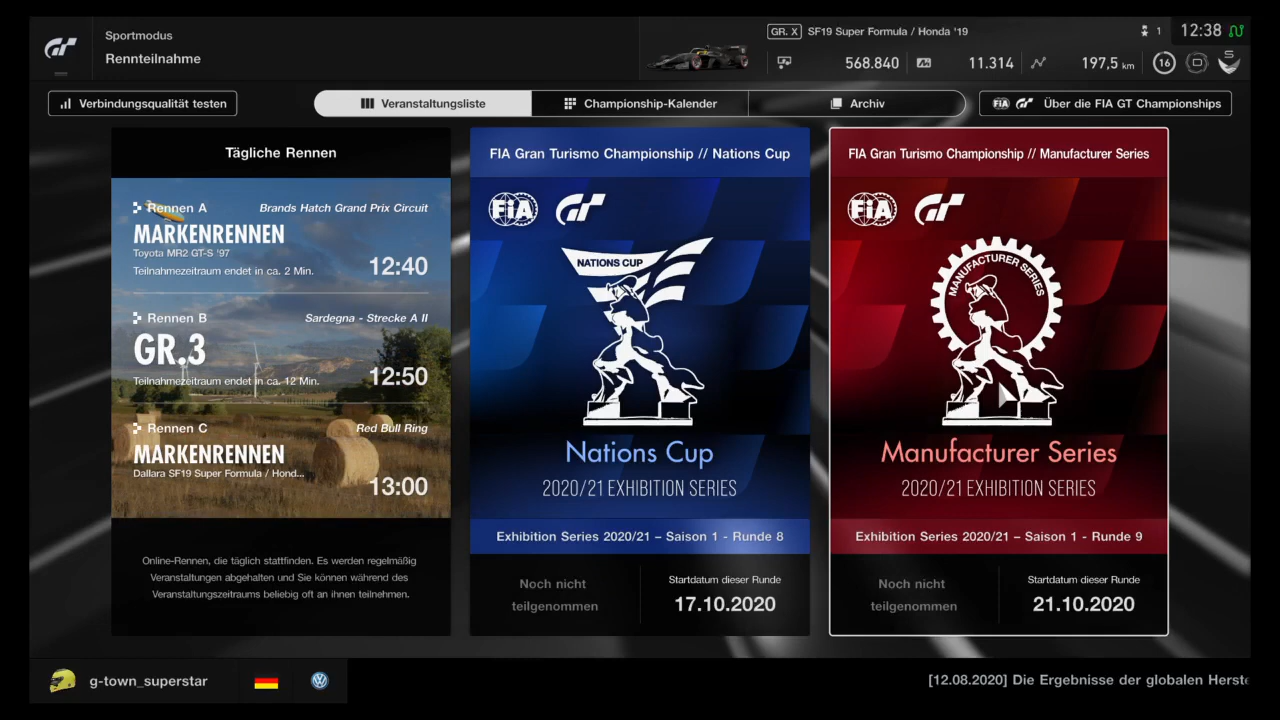 Sportmodus
Rennteilnahme
GR. X SF19 Super Formula / Honda '19
1
12:38
568.840
11.314
197,5 km
16
S
Verbindungsqualität testen
Veranstaltungsliste
Championship-Kalender
Archiv
FIA GT Über die FIA GT Championships
Tägliche Rennen
Rennen A
Brands Hatch Grand Prix Circuit
MARKENRENNEN
Toyota MR2 GT-S '97
Teilnahmezeitraum endet in ca. 2 Min.
12:40
Rennen B
Sardegna - Strecke A II
GR.3
Teilnahmezeitraum endet in ca. 12 Min.
12:50
Rennen C
Red Bull Ring
MARKENRENNEN
Dallara SF19 Super Formula / Hond...
13:00
Online-Rennen, die täglich stattfinden. Es werden regelmäßig
Veranstaltungen abgehalten und Sie können während des
Veranstaltungszeitraums beliebig oft an ihnen teilnehmen.
FIA Gran Turismo Championship // Nations Cup
FIA GT
NATIONS CUP
Nations Cup
2020/21 EXHIBITION SERIES
Exhibition Series 2020/21 – Saison 1 - Runde 8
Noch nicht
teilgenommen
Startdatum dieser Runde
17.10.2020
FIA Gran Turismo Championship // Manufacturer Series
FIA GT
MANUFACTURER SERIES
Manufacturer Series
2020/21 EXHIBITION SERIES
Exhibition Series 2020/21 – Saison 1 - Runde 9
Noch nicht
teilgenommen
Startdatum dieser Runde
21.10.2020
g-town_superstar
[12.08.2020] Die Ergebnisse der globalen Herste